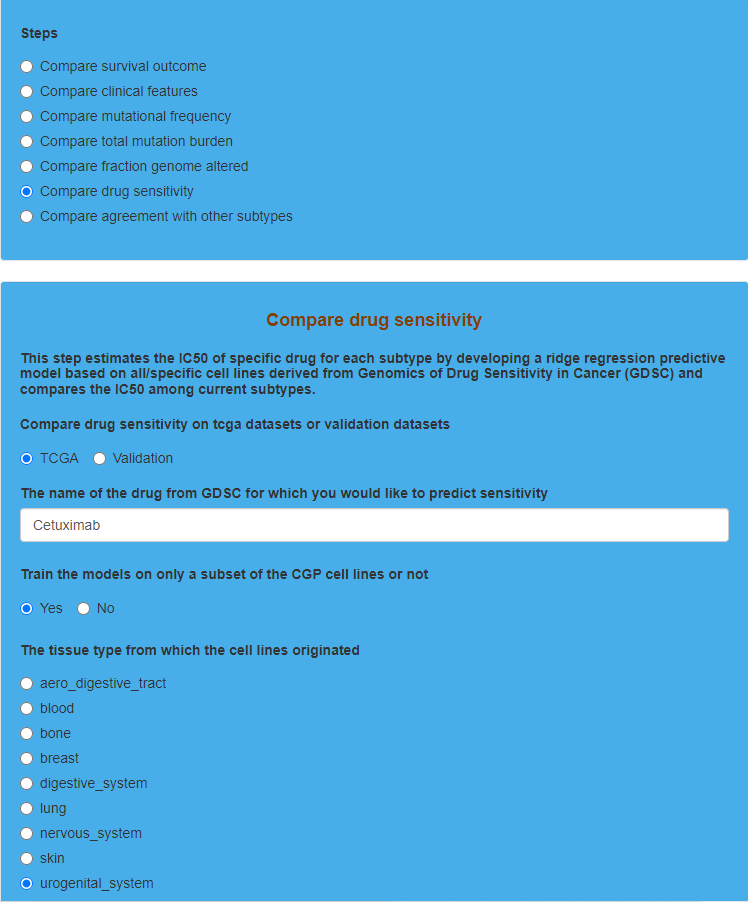 Steps
Compare survival outcome
Compare clinical features
Compare mutational frequency
Compare total mutation burden
Compare fraction genome altered
Compare drug sensitivity
Compare agreement with other subtypes
Compare drug sensitivity
This step estimates the IC50 of specific drug for each subtype by developing a ridge regression predictive
model based on all/specific cell lines derived from Genomics of Drug Sensitivity in Cancer (GDSC) and
compares the IC50 among current subtypes.
Compare drug sensitivity on tcga datasets or validation datasets
TCGA Validation
The name of the drug from GDSC for which you would like to predict sensitivity
Cetuximab
Train the models on only a subset of the CGP cell lines or not
Yes No
The tissue type from which the cell lines originated
aero_digestive_tract
blood
bone
breast
digestive_system
lung
nervous_system
skin
urogenital_system